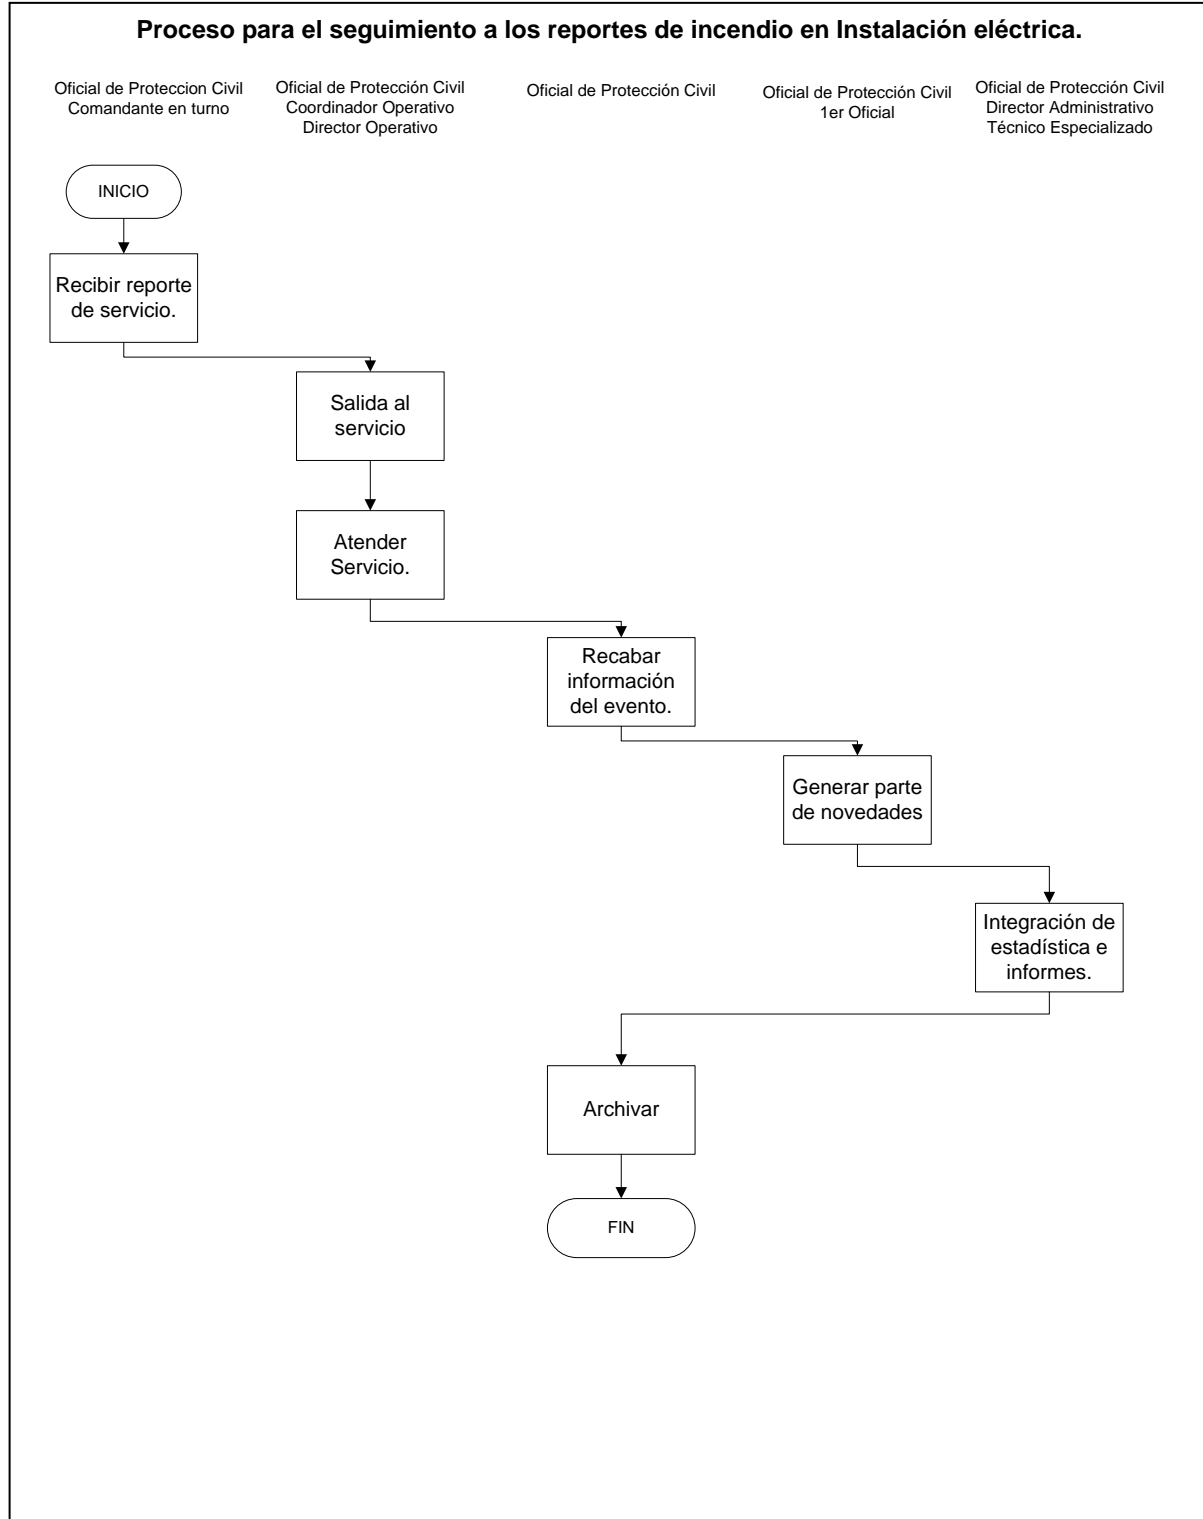 Proceso para el seguimiento a los reportes de incendio en Instalación eléctrica.
Oficial de Proteccion Civil
Comandante en turno
Oficial de Protección Civil
Coordinador Operativo
Director Operativo
Oficial de Protección Civil
Oficial de Protección Civil
1er Oficial
Oficial de Protección Civil
Director Administrativo
Técnico Especializado
INICIO
Recibir reporte
de servicio.
Salida al
servicio
Atender
Servicio.
Recabar
información
del evento.
Generar parte
de novedades
Integración de
estadística e
informes.
Archivar
FIN